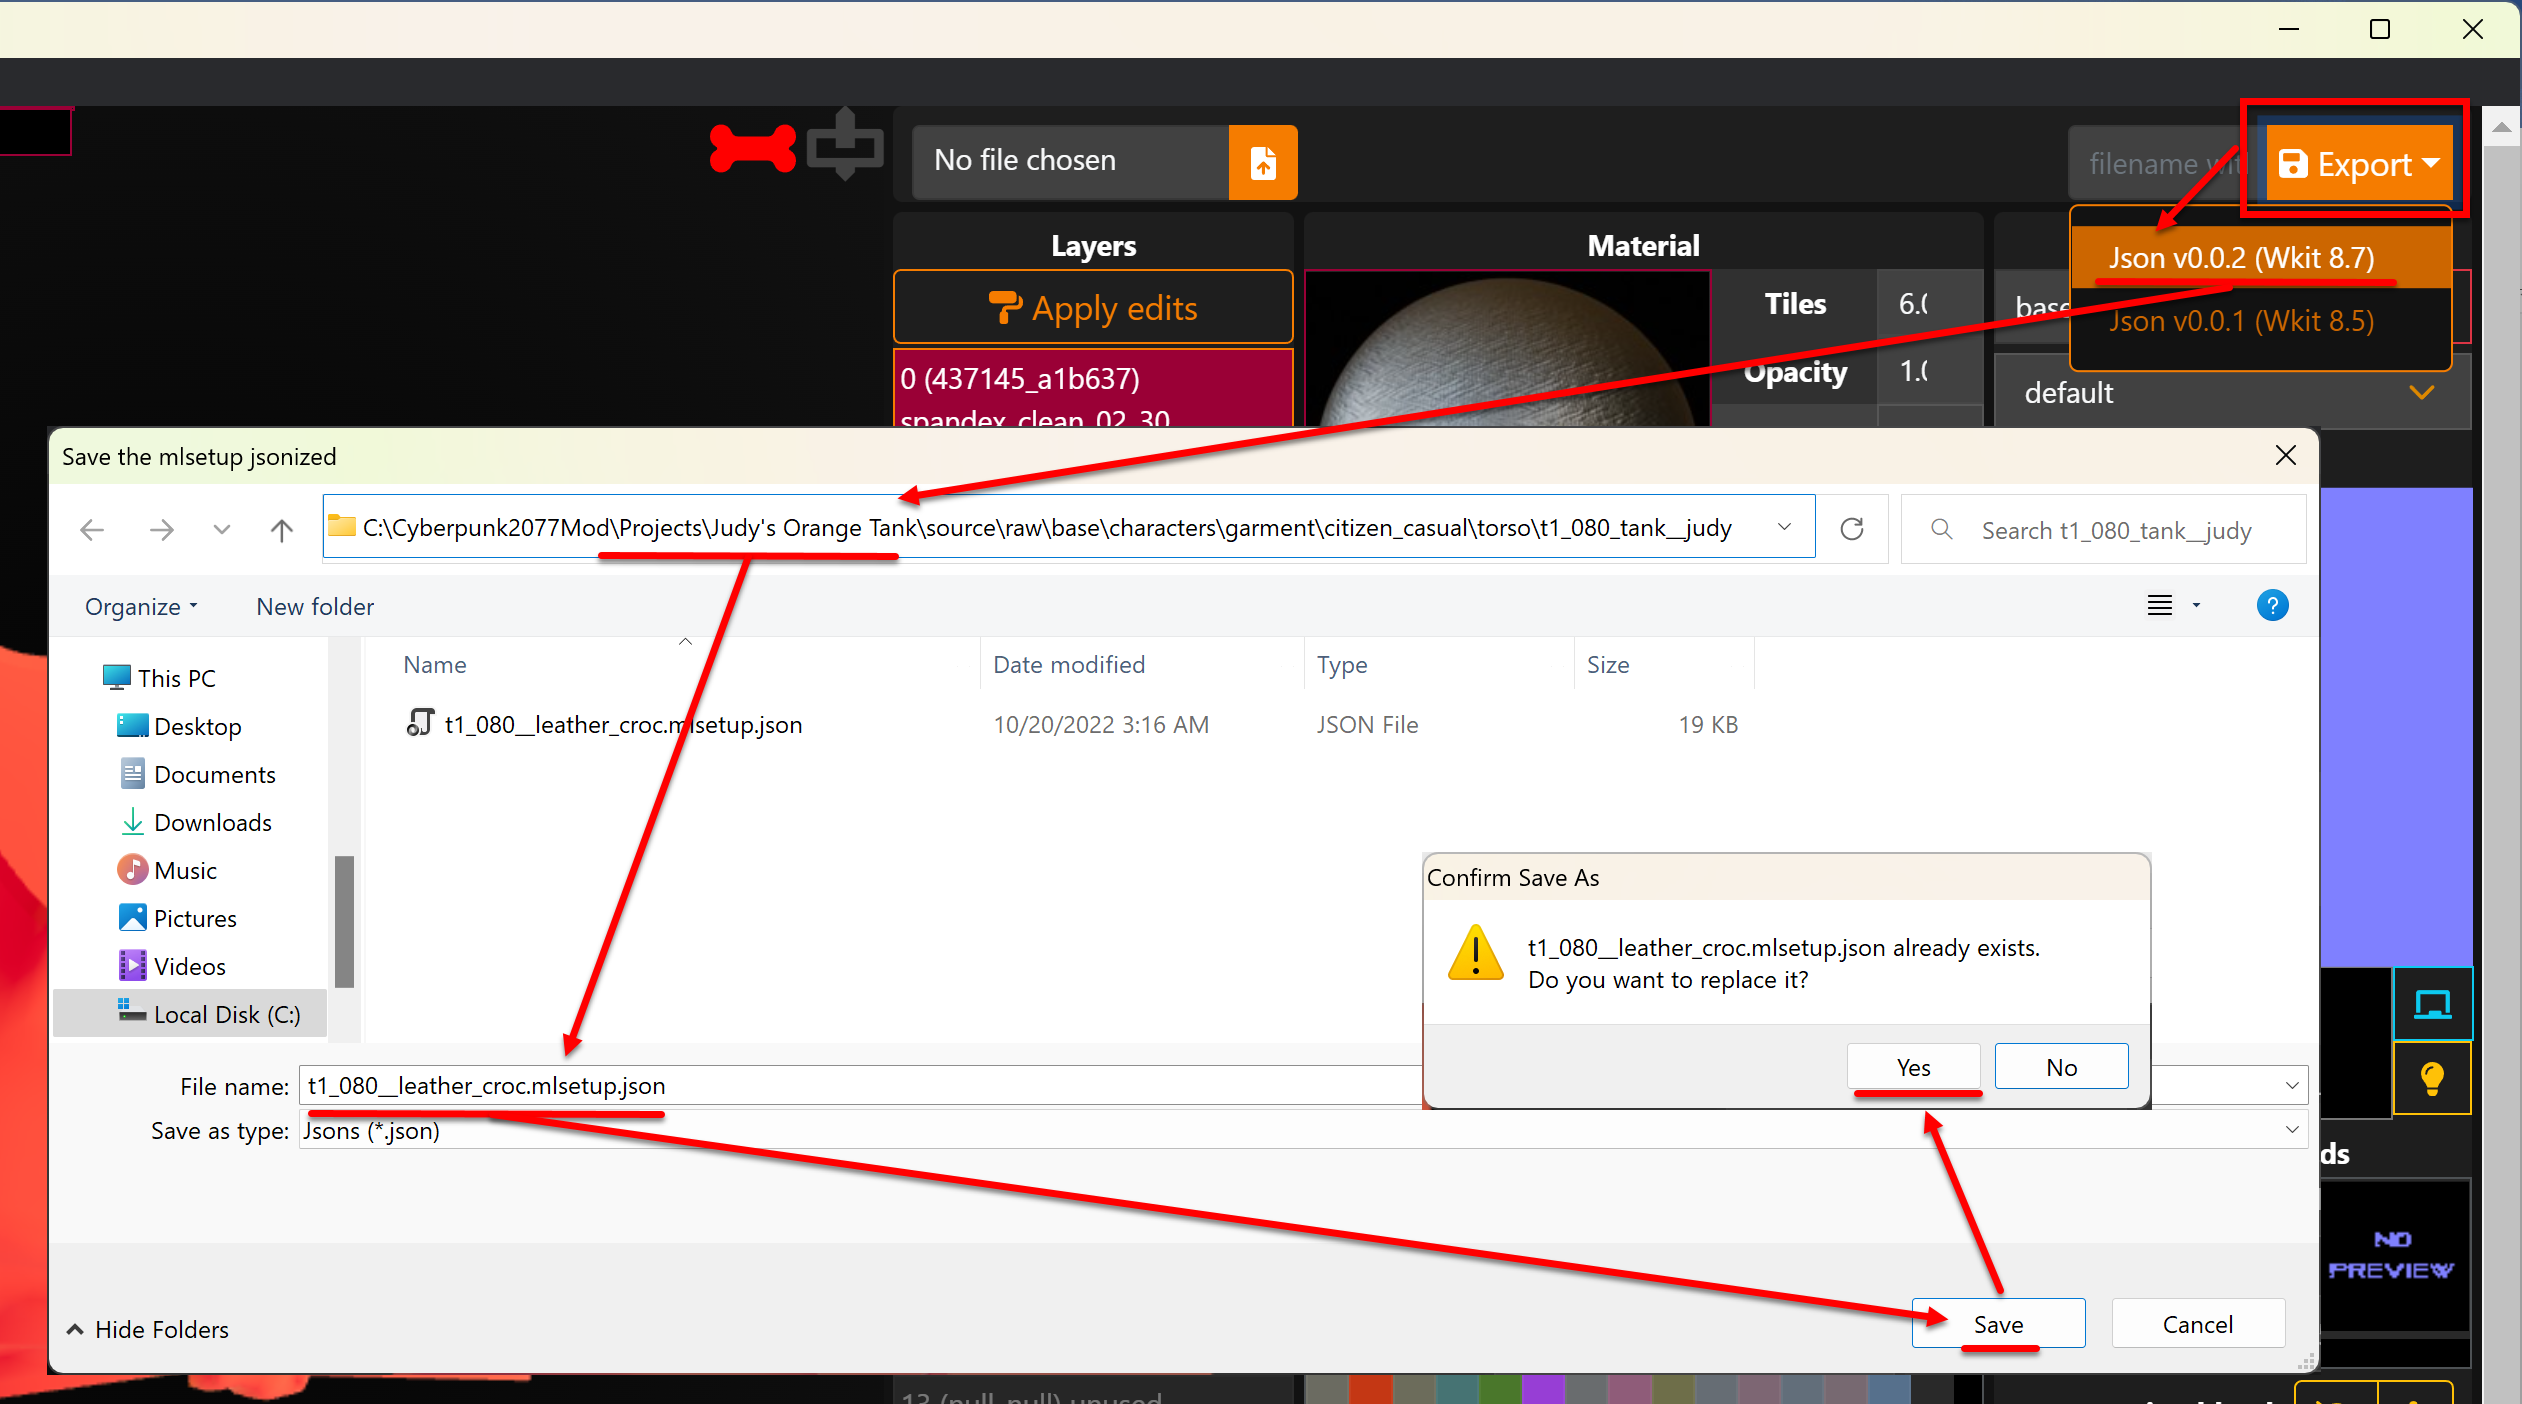 No file chosen
filename
Export
Layers
Material
Json v0.0.2 (Wkit 8.7)
Json v0.0.1 (Wkit 8.5)
Apply edits
Tiles
base
0 (437145_a1b637)
spandex_clean_02_30
Opacity
default
Save the mlsetup jsonized
C:\Cyberpunk2077Mod\Projects\Judy's Orange Tank\source\raw\base\characters\garment\citizen_casual\torso\t1_080_tank__judy
Search t1_080_tank__judy
Organize
New folder
?
Name
Date modified
Type
Size
This PC
t1_080__leather_croc.mlsetup.json
10/20/2022 3:16 AM
JSON File
19 KB
Desktop
Documents
Downloads
Music
Pictures
Videos
Local Disk (C:)
Confirm Save As
t1_080__leather_croc.mlsetup.json already exists.
Do you want to replace it?
Yes
No
File name:
t1_080__leather_croc.mlsetup.json
Save as type:
Jsons (*.json)
ds
NO
PREVIEW
Hide Folders
Save
Cancel
13 (null_null) unused